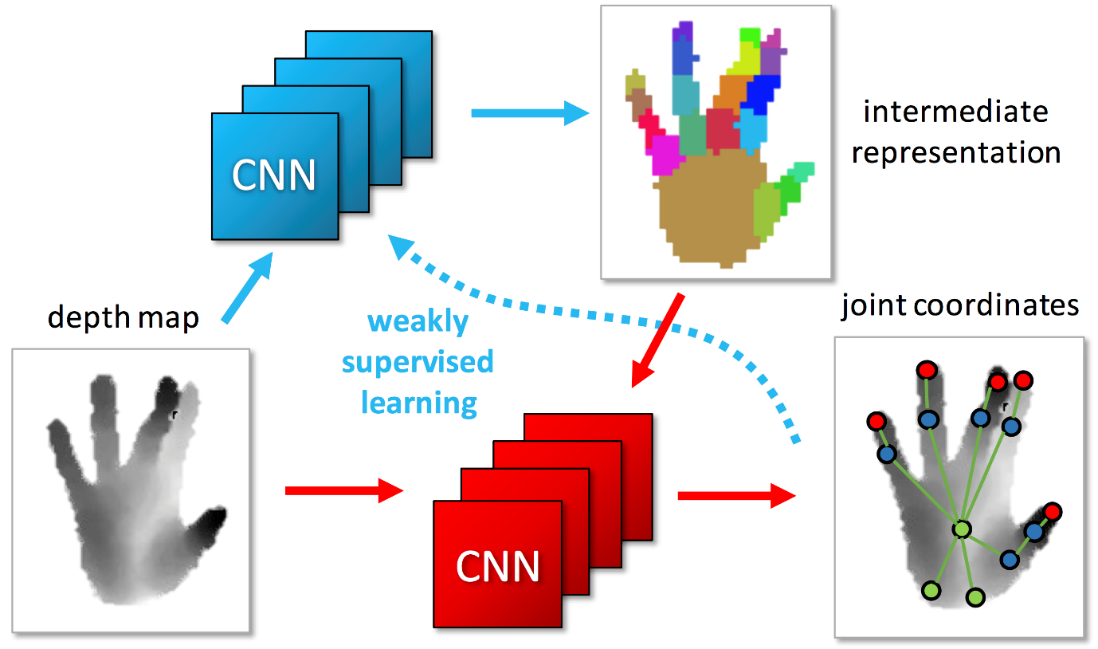 CNN
intermediate
representation
depth map
weakly
supervised
learning
joint coordinates
CNN